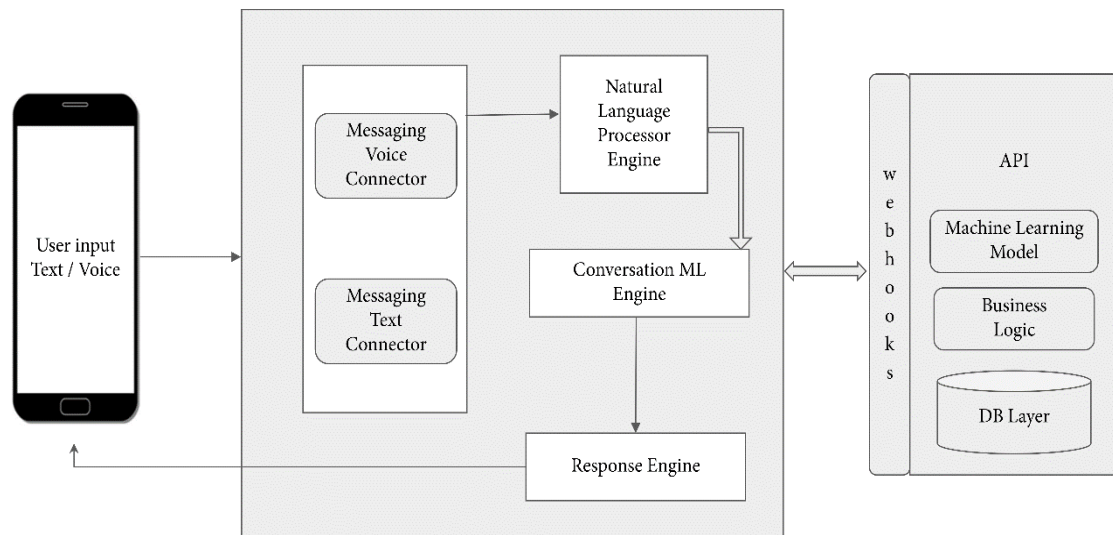 User input
Text / Voice
Messaging
Voice
Connector
Messaging
Text
Connector
Natural
Language
Processor
Engine
Conversation ML
Engine
Response Engine
webhooks
API
Machine Learning
Model
Business
Logic
DB Layer